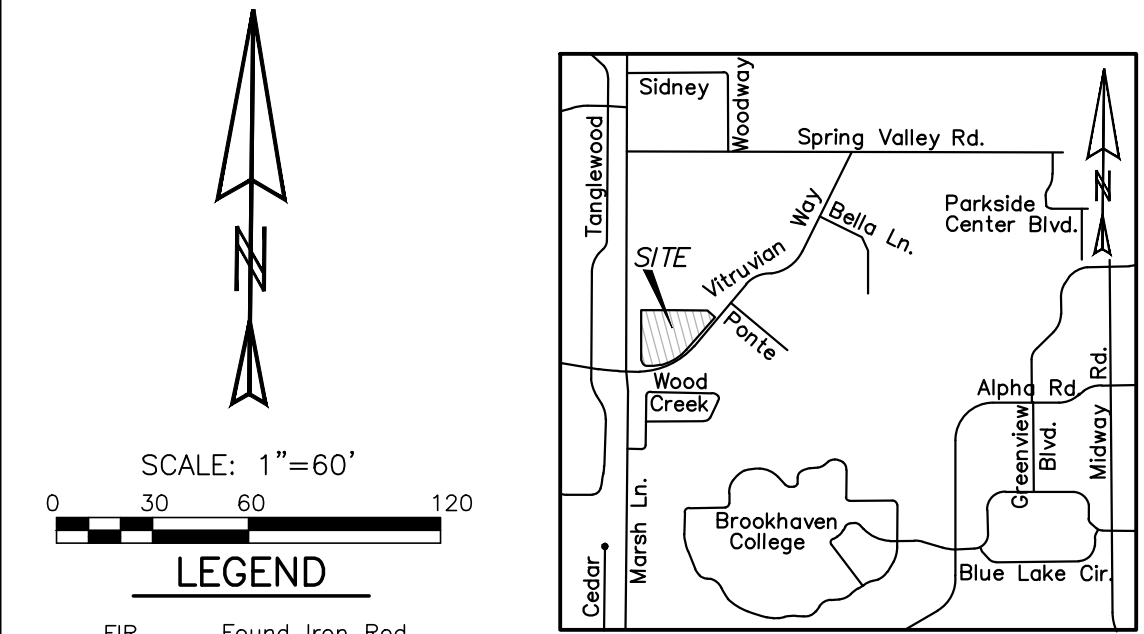 N
SCALE: 1"=60'
0 30 60 120
LEGEND
FIR Found Iron Rod
Sidney
Woodway
Tanglewood
Spring Valley Rd.
N
Parkside
Center Blvd.
Way
Bella Ln.
Vitruvian
SITE
Ponte
Wood
Creek
Alpha Rd.
Greenview
Blvd.
Midway Rd.
Marsh Ln.
Brookhaven
College
Blue Lake Cir.
Cedar